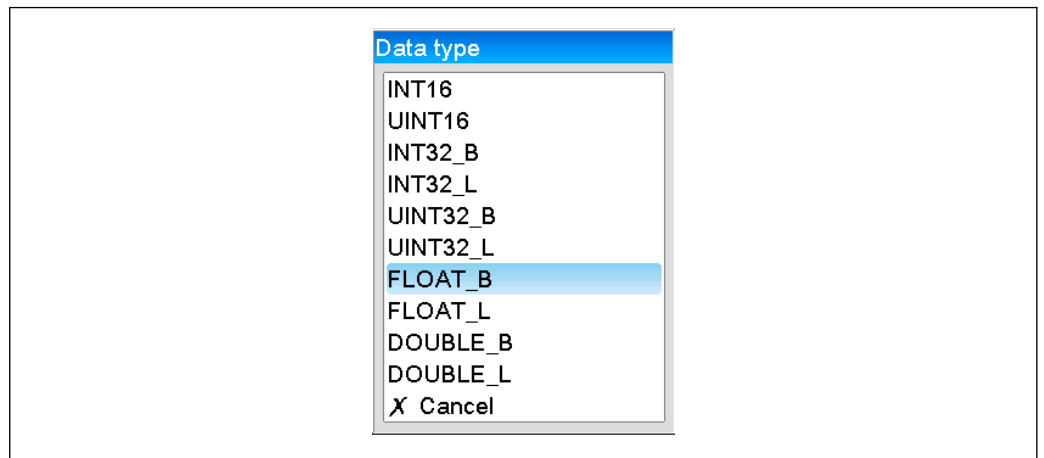 Data type
INT16
UINT16
INT32_B
INT32_L
UINT32_B
UINT32_L
FLOAT_B
FLOAT_L
DOUBLE_B
DOUBLE_L
X Cancel